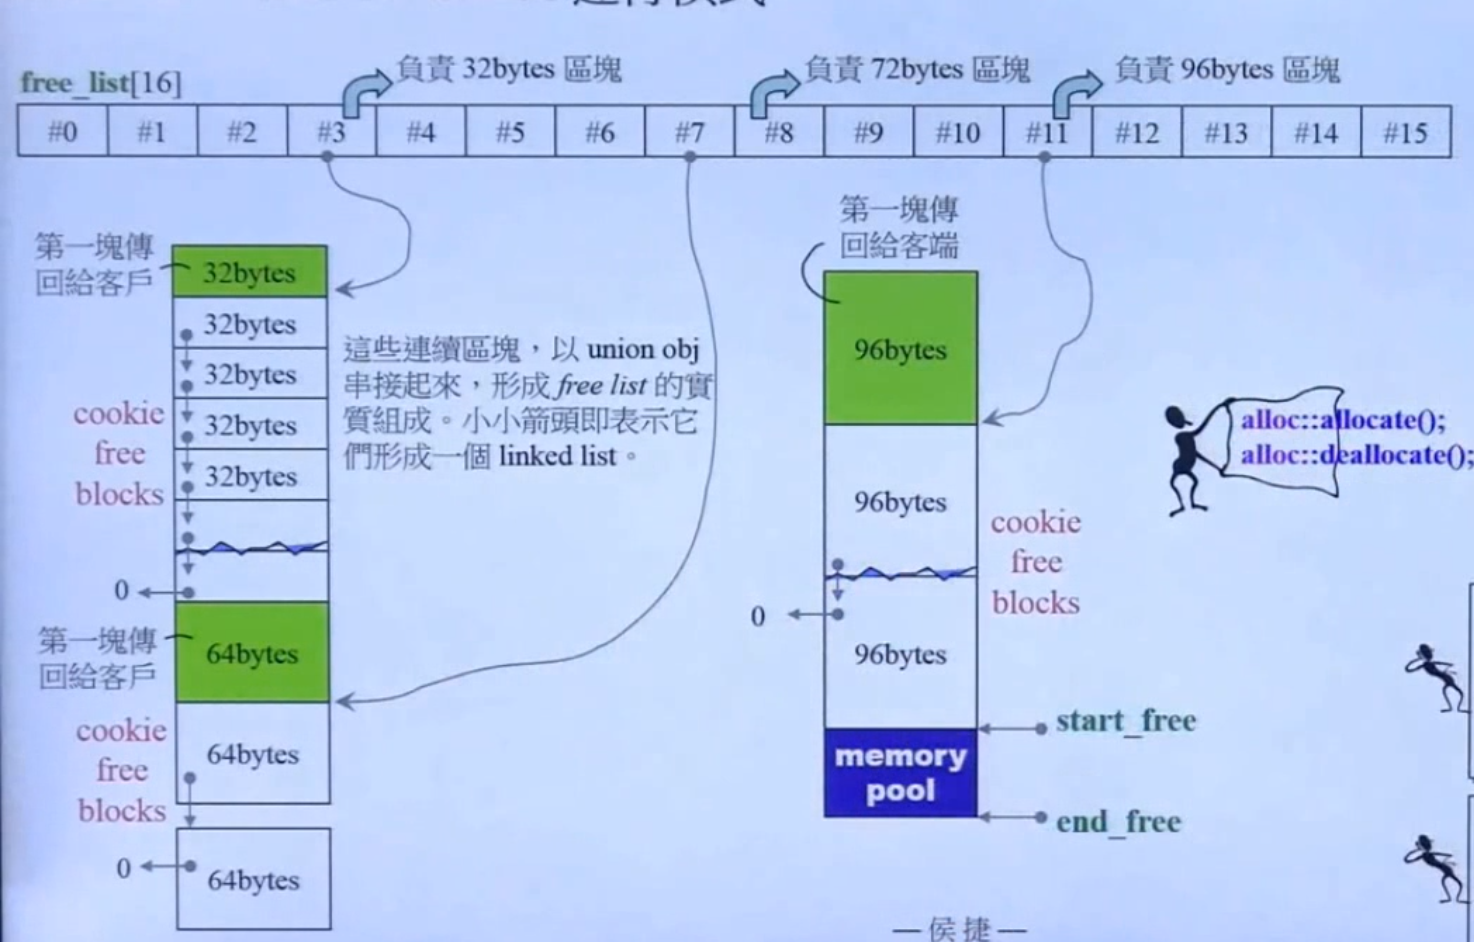 負責 32bytes 區塊
負責 72bytes 區塊
負責 96bytes 區塊
free_list[16]
#0 #1 #2 #3 #4 #5 #6 #7 #8 #9 #10 #11 #12 #13 #14 #15
第一塊傳
回給客戶
32bytes
32bytes
32bytes
32bytes
32bytes
cookie
free
blocks
0
這些連續區塊，以 union obj
串接起來，形成 free list 的實
質組成。小小箭頭即表示它
們形成一個 linked list。
第一塊傳
回給客戶
64bytes
cookie
free
blocks
64bytes
0
64bytes
第一塊傳
回給客端
96bytes
96bytes
cookie
free
blocks
0
96bytes
start_free
memory
pool
end_free
alloc::allocate();
alloc::deallocate();
—侯捷—